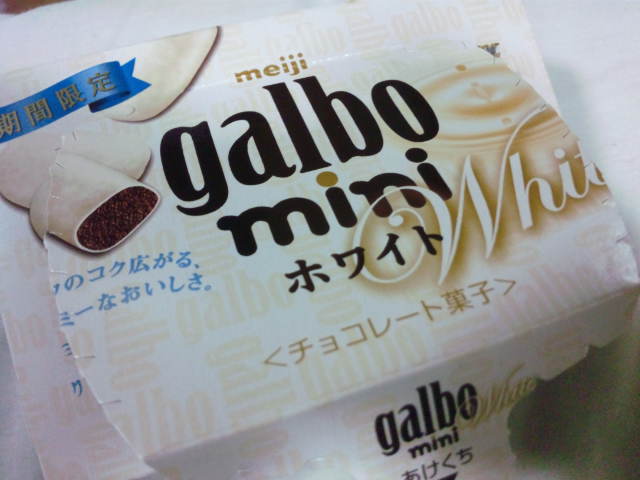 期間限定
meiji
galbo
mini
White
ホワイト
のコク広がる、
ミーなおいしさ。
<チョコレート菓子>
galbo
mini
White
あけくち